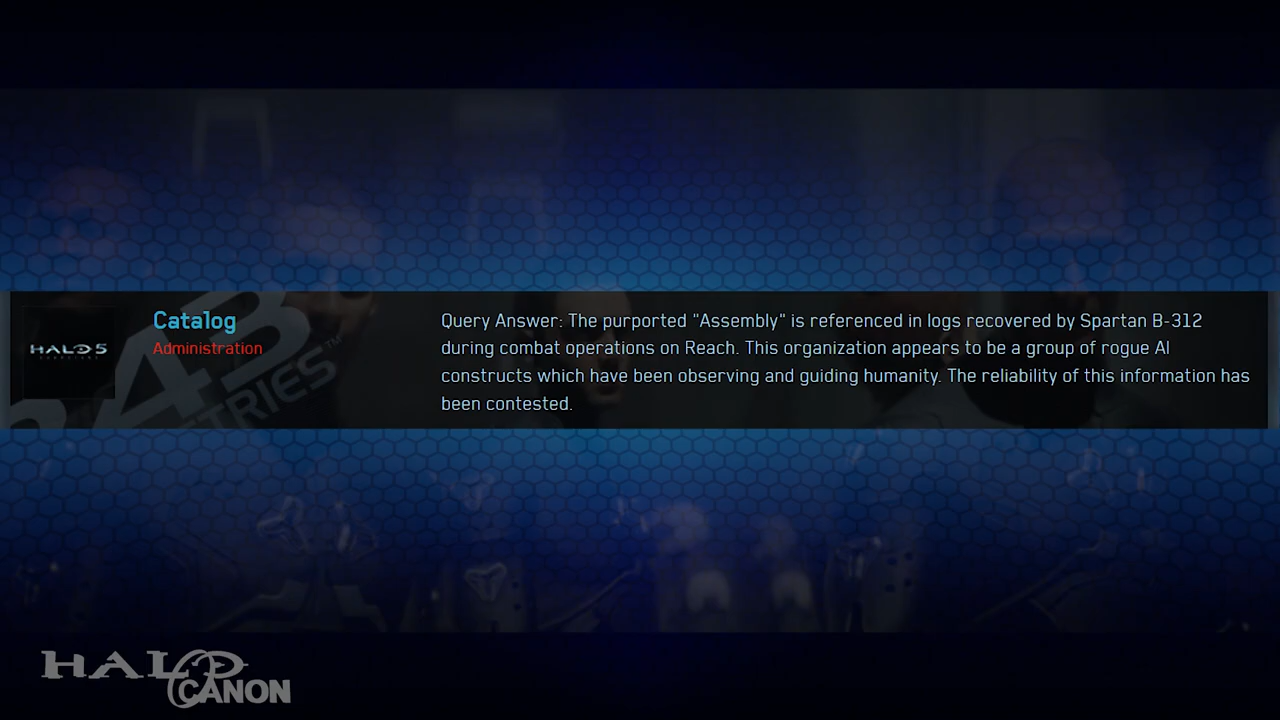 Catalog
Administration
HALO 5
343
INDUSTRIES™
Query Answer: The purported "Assembly" is referenced in logs recovered by Spartan B-312
during combat operations on Reach. This organization appears to be a group of rogue AI
constructs which have been observing and guiding humanity. The reliability of this information has
been contested.
HALO
CANON